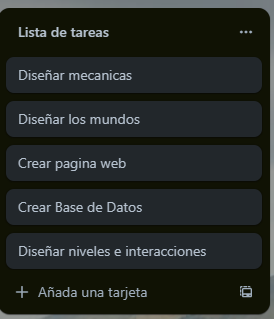 Lista de tareas
Diseñar mecanicas
Diseñar los mundos
Crear pagina web
Crear Base de Datos
Diseñar niveles e interacciones
Añada una tarjeta